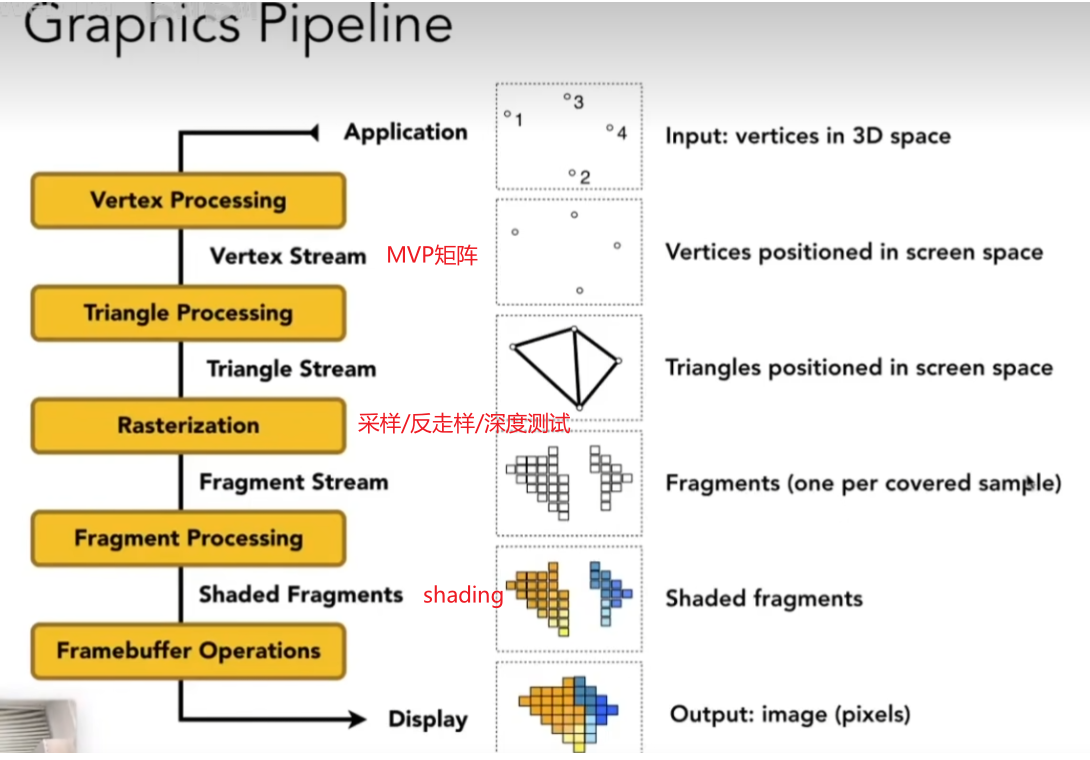 Graphics Pipeline
Application
3
1
4
2
Input: vertices in 3D space
Vertex Processing
Vertex Stream MVP矩阵
Vertices positioned in screen space
Triangle Processing
Triangle Stream
Triangles positioned in screen space
Rasterization 采样/反走样/深度测试
Fragment Stream
Fragments (one per covered sample)
Fragment Processing
Shaded Fragments shading
Shaded fragments
Framebuffer Operations
Display
Output: image (pixels)